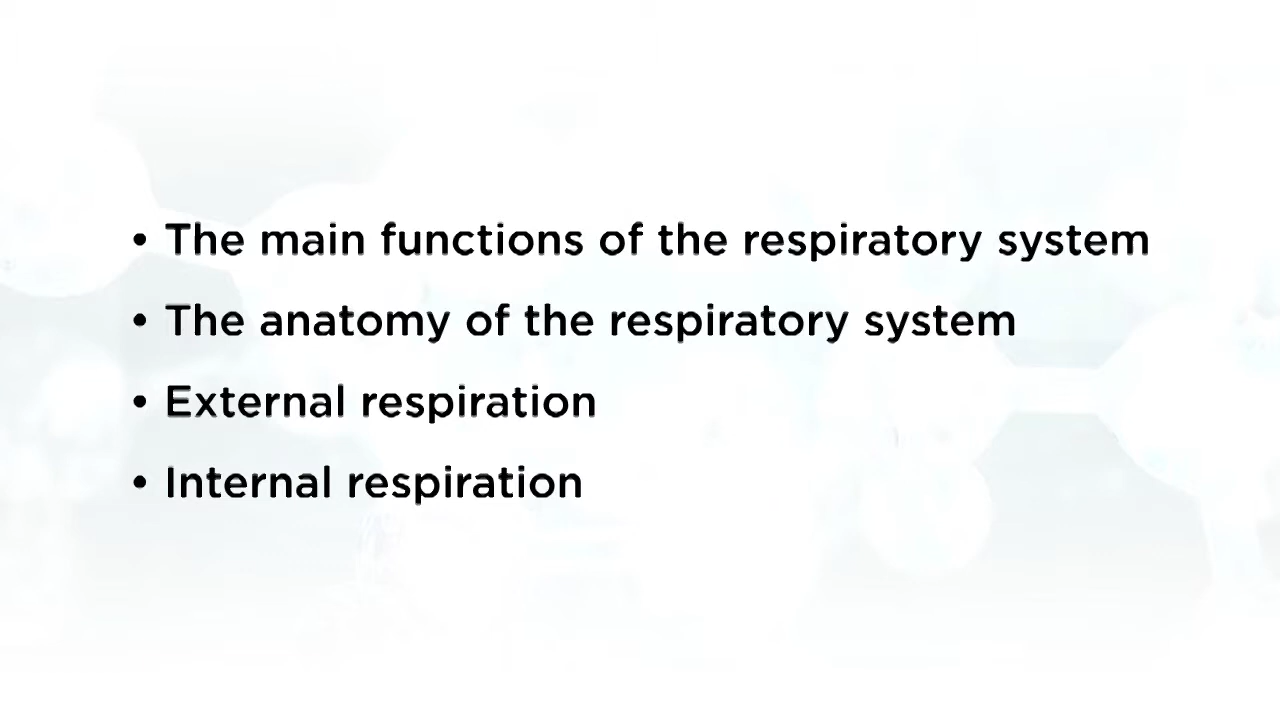 • The main functions of the respiratory system
• The anatomy of the respiratory system
• External respiration
• Internal respiration